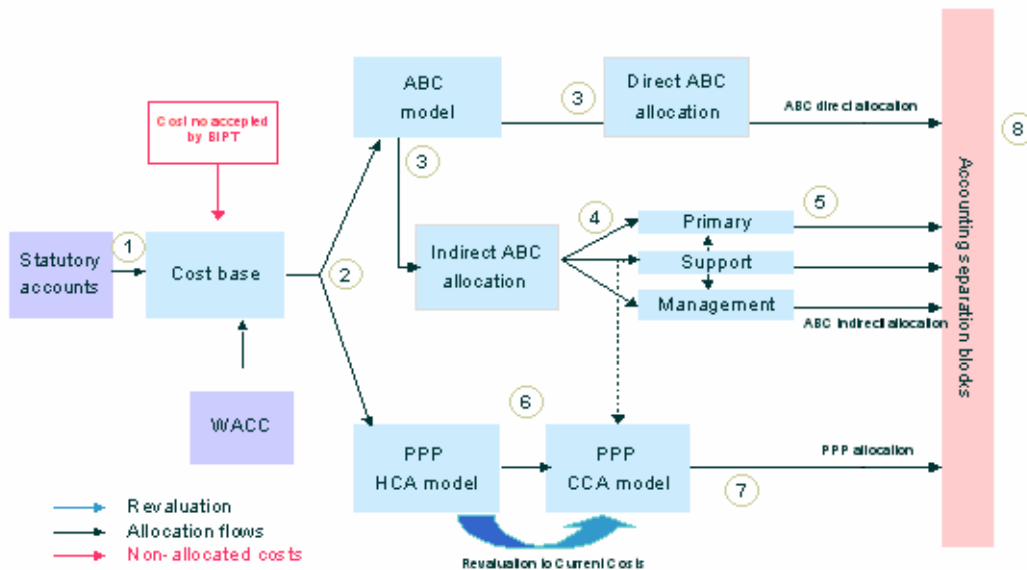 ABC
model
3
Direct ABC
allocation
ABC direct allocation
8
Cost no accepted
by BIPT
3
4
Primary
5
Statutory
accounts
1
Cost base
2
Indirect ABC
allocation
Support
Management
ABC indirect allocation
Accounting separation blocks
WACC
6
PPP
HCA model
PPP
CCA model
PPP allocation
7
Revaluation
Allocation flows
Non-allocated costs
Revaluation to Current Costs